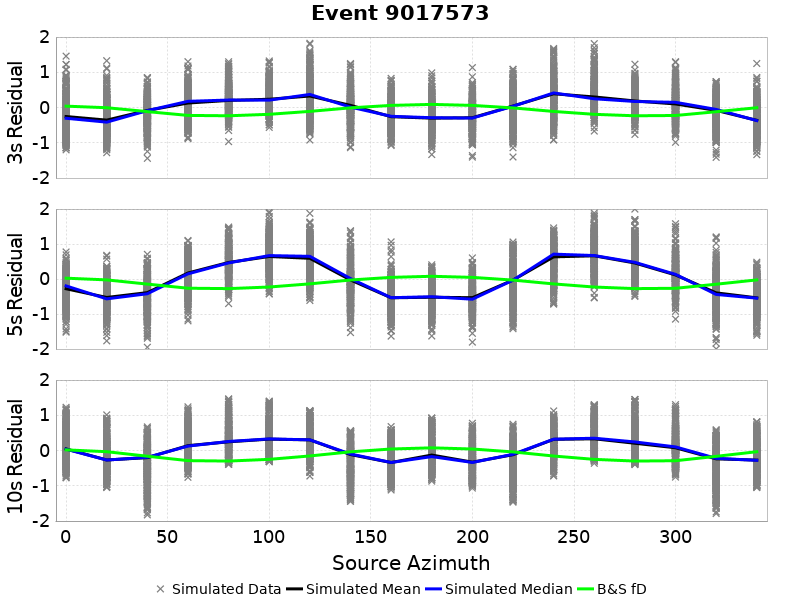 Event 9017573
3s Residual
2
1
0
-1
-2
5s Residual
2
1
0
-1
-2
10s Residual
2
1
0
-1
-2
0 50 100 150 200 250 300
Source Azimuth
Simulated Data Simulated Mean Simulated Median B&S fD